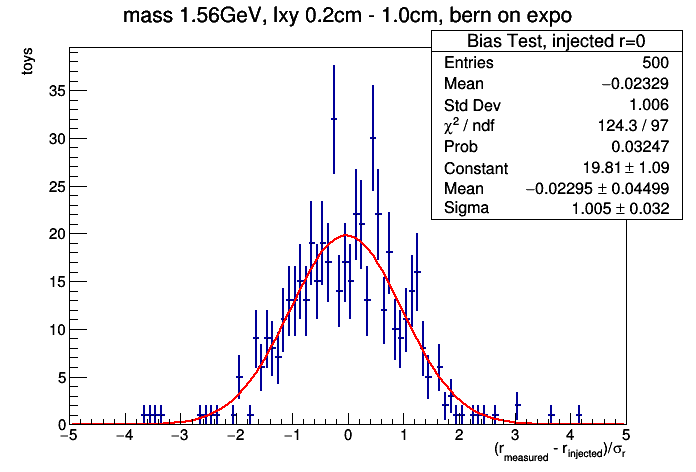 mass 1.56GeV, lxy 0.2cm - 1.0cm, bern on expo
toys
Bias Test, injected r=0
Entries 500
Mean −0.02329
Std Dev 1.006
χ² / ndf 124.3 / 97
Prob 0.03247
Constant 19.81 ± 1.09
Mean −0.02295 ± 0.04499
Sigma 1.005 ± 0.032
35
30
25
20
15
10
5
0
−5 −4 −3 −2 −1 0 1 2 3 4 5
(r_measured - r_injected)/σ_r